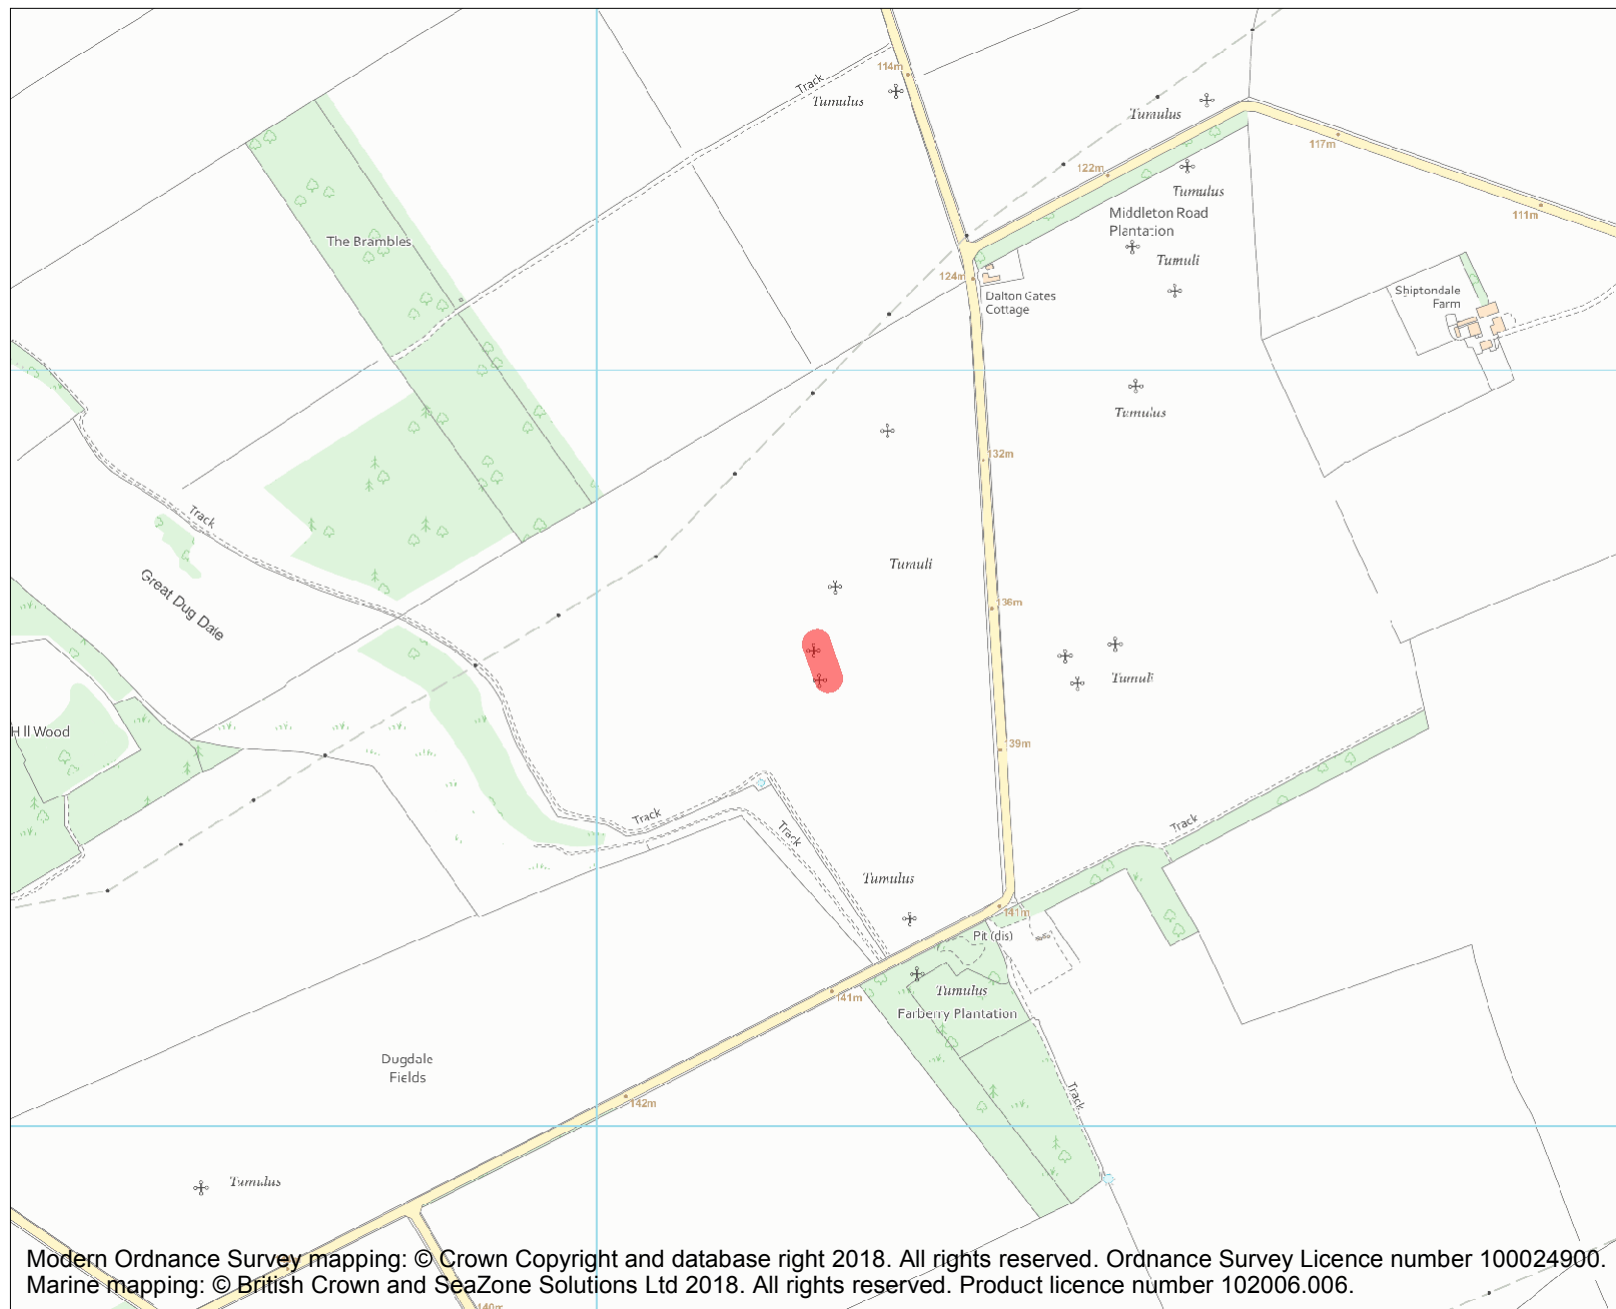 114m
Track
Tumulus
Tumulus
117m
122m
Tumulus
111m
Middleton Road
Plantation
The Brambles
Tumuli
124m
Dalton Gates
Cottage
Shiptondale
Farm
Tumulus
132m
Track
Tumuli
Great Dug Dale
136m
Tumuli
H ll Wood
139m
Track
Track
Track
Tumulus
141m
Pit (dis)
Tumulus
141m
Farberry Plantation
Dugdale
Fields
Track
142m
Tumulus
Modern Ordnance Survey mapping: © Crown Copyright and database right 2018. All rights reserved. Ordnance Survey Licence number 100024900.
Marine mapping: © British Crown and SeaZone Solutions Ltd 2018. All rights reserved. Product licence number 102006.006.
140m